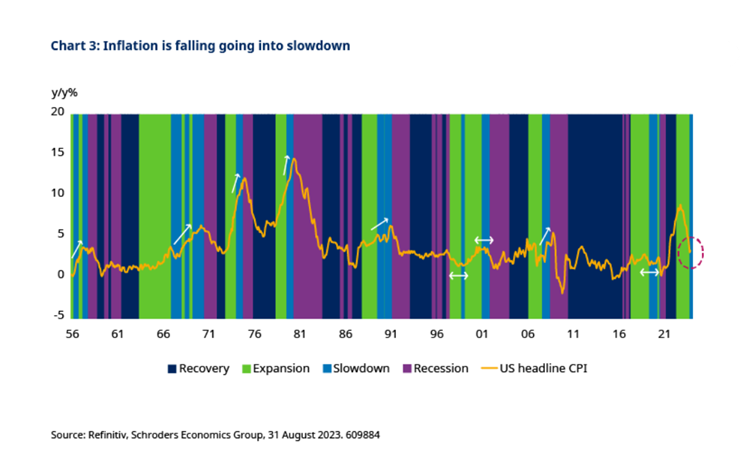 Chart 3: Inflation is falling going into slowdown
y/y%
20
15
10
5
0
-5
56 61 66 71 76 81 86 91 96 01 06 11 16 21
Recovery Expansion Slowdown Recession US headline CPI
Source: Refinitiv, Schroders Economics Group, 31 August 2023. 609884